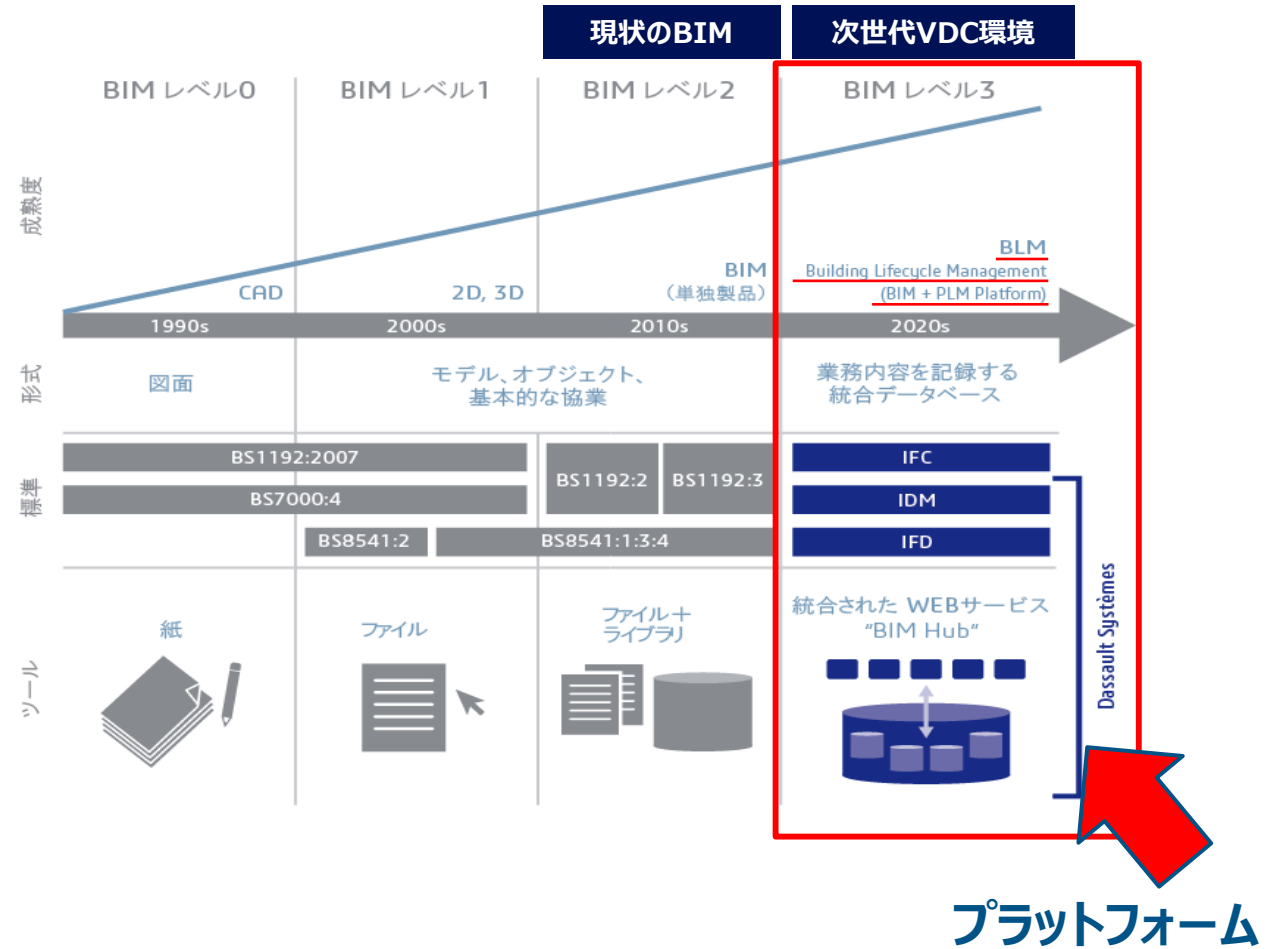 現状のBIM
次世代VDC環境
BIM レベル0
BIM レベル1
BIM レベル2
BIM レベル3
成熟度
CAD
2D, 3D
BIM
（単独製品）
BLM
Building Lifecycle Management
(BIM + PLM Platform)
1990s
2000s
2010s
2020s
形式
図面
モデル、オブジェクト、
基本的な協業
業務内容を記録する
統合データベース
標準
BS1192:2007
BS7000:4
BS8541:2
BS1192:2
BS1192:3
BS8541:1:3:4
IFC
IDM
IFD
Dassault Systèmes
ツール
紙
ファイル
ファイル＋
ライブラリ
統合された WEBサービス
“BIM Hub”
プラットフォーム